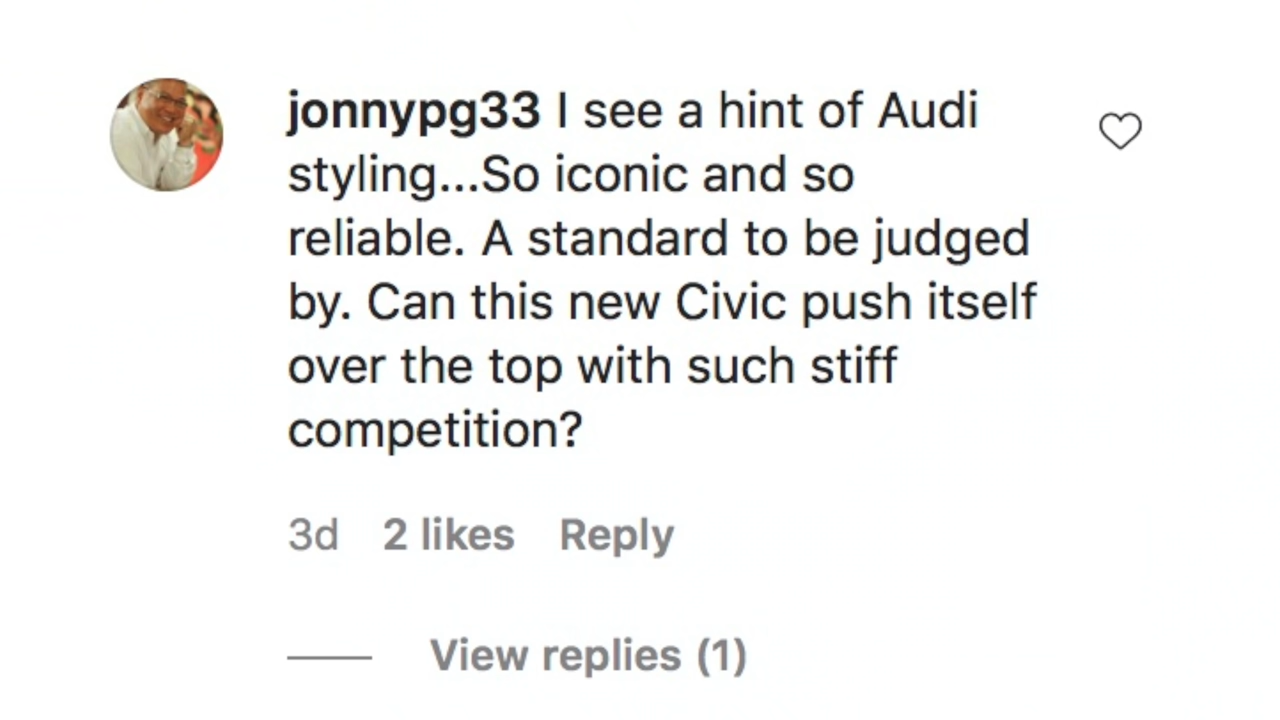 jonnypg33 I see a hint of Audi
styling...So iconic and so
reliable. A standard to be judged
by. Can this new Civic push itself
over the top with such stiff
competition?
3d 2 likes Reply
View replies (1)